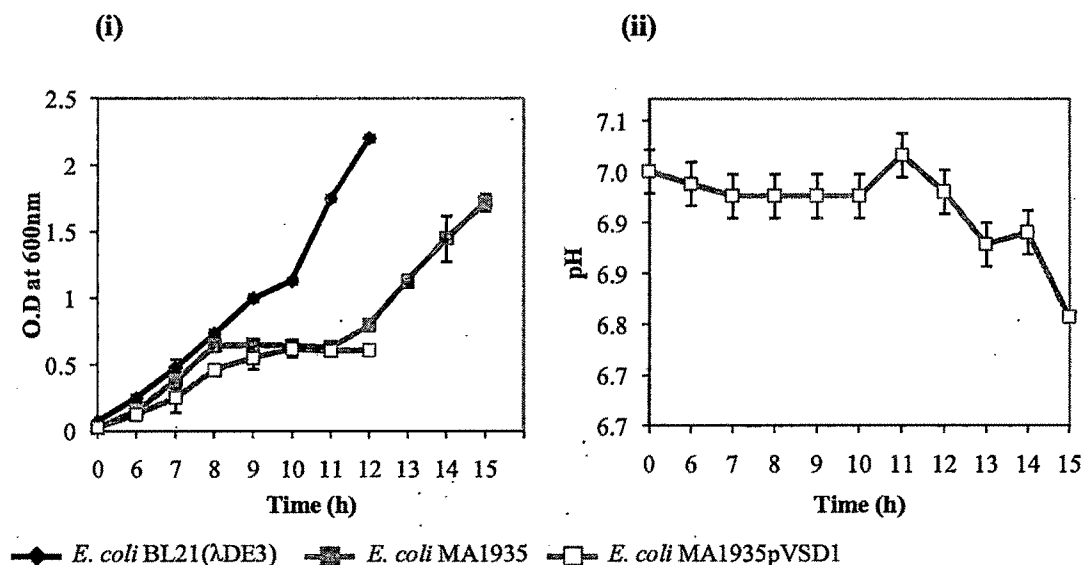 (i)
(ii)
O.D at 600nm
2.5
2
1.5
1
0.5
0
0 6 7 8 9 10 11 12 13 14 15
Time (h)
pH
7.1
7.0
6.9
6.9
6.8
6.7
6.7
0 6 7 8 9 10 11 12 13 14 15
Time (h)
E. coli BL21(λDE3) E. coli MA1935 E. coli MA1935pVSD1